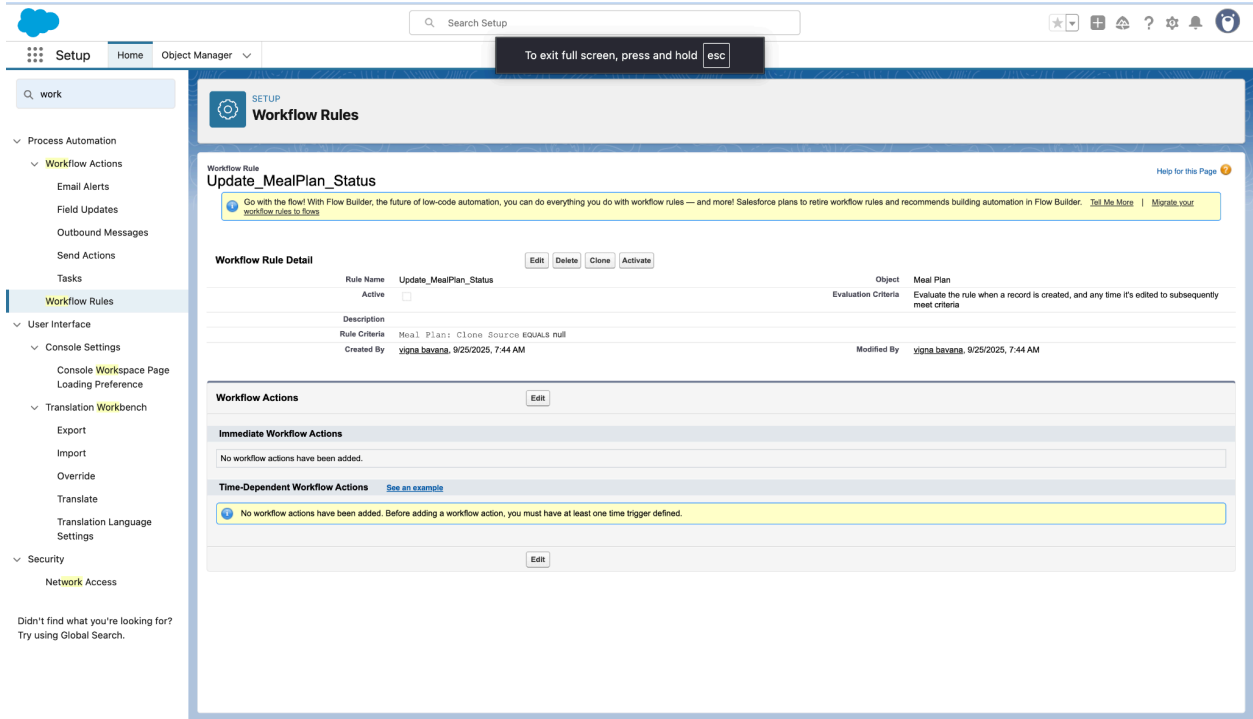 Search Setup
Setup
Home
Object Manager
To exit full screen, press and hold esc
work
Process Automation
Workflow Actions
Email Alerts
Field Updates
Outbound Messages
Send Actions
Tasks
Workflow Rules
User Interface
Console Settings
Console Workspace Page
Loading Preference
Translation Workbench
Export
Import
Override
Translate
Translation Language
Settings
Security
Network Access
Didn't find what you're looking for?
Try using Global Search.
SETUP
Workflow Rules
Workflow Rule
Update_MealPlan_Status
Help for this Page
Go with the flow! With Flow Builder, the future of low-code automation, you can do everything you do with workflow rules — and more! Salesforce plans to retire workflow rules and recommends building automation in Flow Builder. Tell Me More | Migrate your
workflow rules to flows
Workflow Rule Detail
Edit Delete Clone Activate
Rule Name Update_MealPlan_Status Object Meal Plan
Active Evaluation Criteria Evaluate the rule when a record is created, and any time it's edited to subsequently
meet criteria
Description
Rule Criteria Meal Plan: Clone Source EQUALS null
Created By vigna bavana, 9/25/2025, 7:44 AM Modified By vigna bavana, 9/25/2025, 7:44 AM
Workflow Actions Edit
Immediate Workflow Actions
No workflow actions have been added.
Time-Dependent Workflow Actions See an example
No workflow actions have been added. Before adding a workflow action, you must have at least one time trigger defined.
Edit